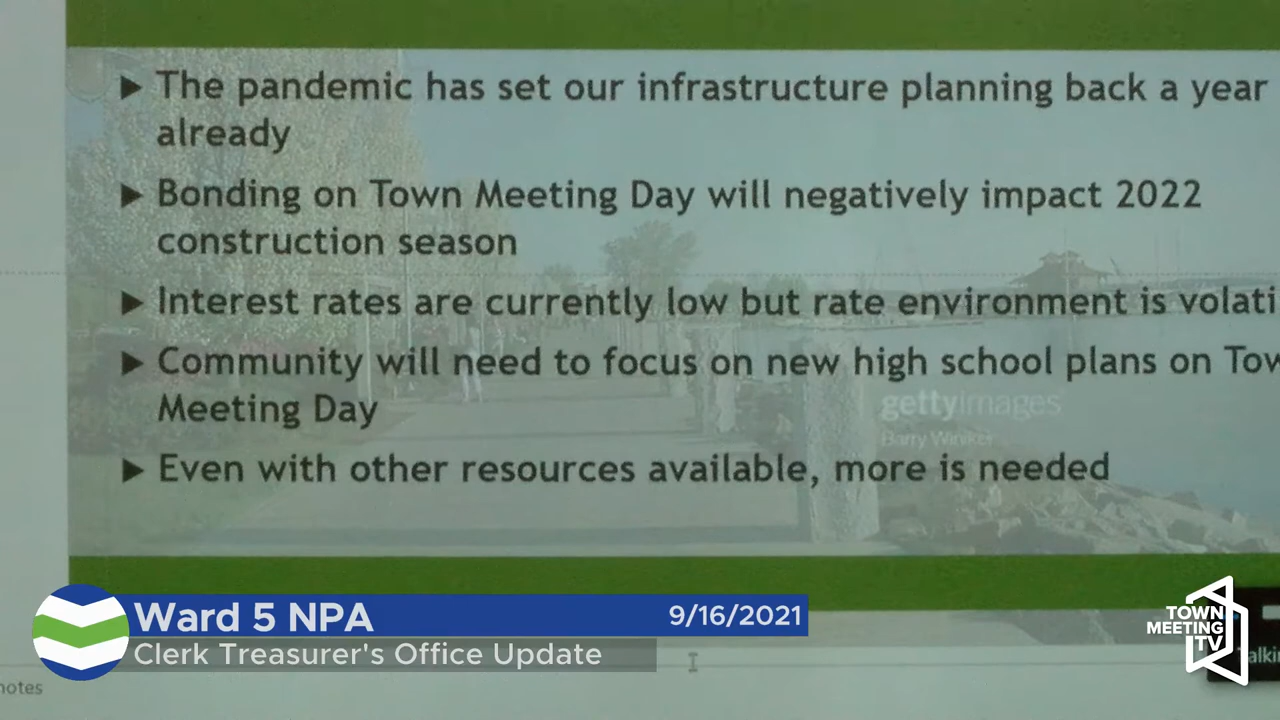 The pandemic has set our infrastructure planning back a year
already
Bonding on Town Meeting Day will negatively impact 2022
construction season
Interest rates are currently low but rate environment is
Community will need to focus on new high school plans on
Meeting Day
gettyimages
Barry Winiker
Even with other resources available, more is needed
Ward 5 NPA
9/16/2021
Clerk Treasurer's Office Update
TOWN
MEETING
TV
notes